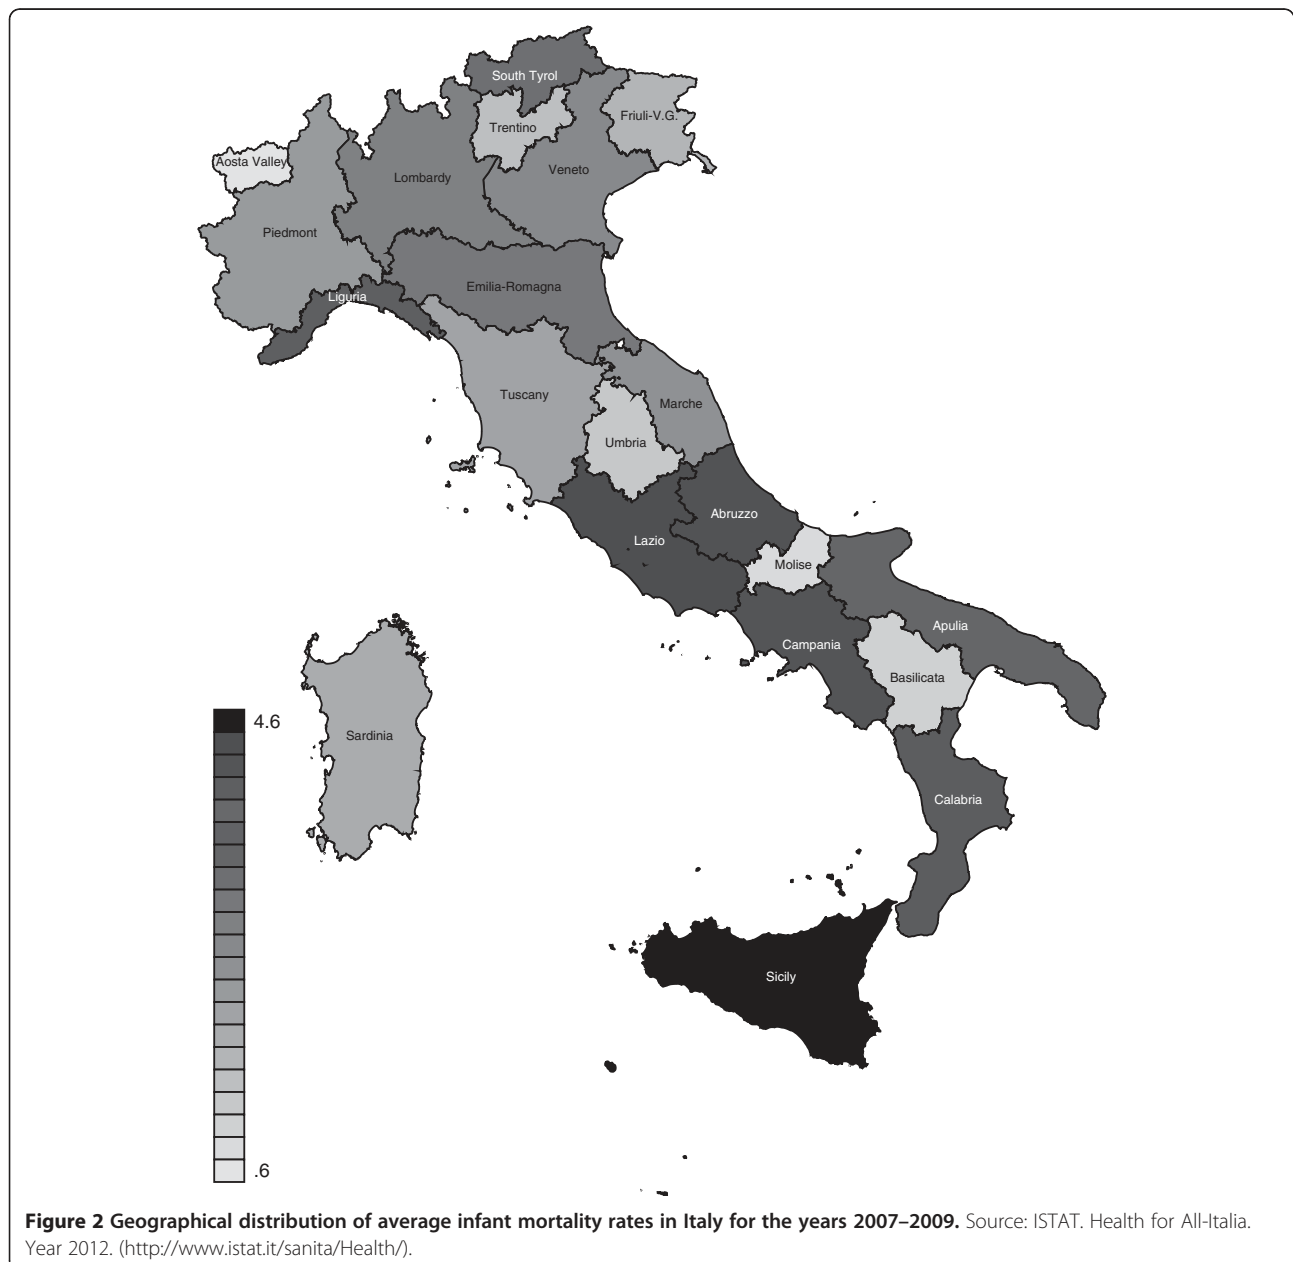 South Tyrol
Friuli-V.G.
Trentino
Aosta Valley
Veneto
Lombardy
Piedmont
Emilia-Romagna
Liguria
Tuscany
Marche
Umbria
Abruzzo
Lazio
Molise
Apulia
Campania
Basilicata
4.6
Sardinia
Calabria
Sicily
.6
Figure 2 Geographical distribution of average infant mortality rates in Italy for the years 2007–2009. Source: ISTAT. Health for All-Italia.
Year 2012. (http://www.istat.it/sanita/Health/).